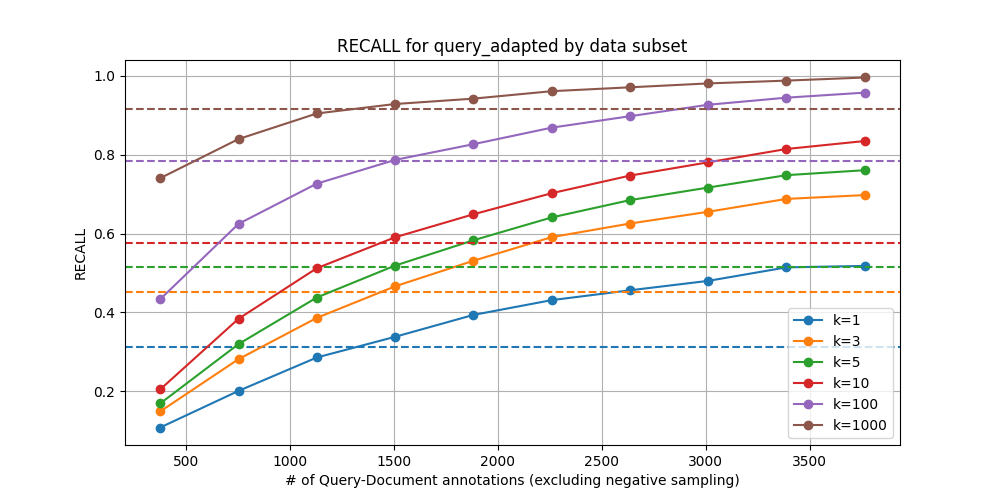 RECALL for query_adapted by data subset
RECALL
1.0
0.8
0.6
0.4
0.2
k=1
k=3
k=5
k=10
k=100
k=1000
500 1000 1500 2000 2500 3000 3500
# of Query-Document annotations (excluding negative sampling)